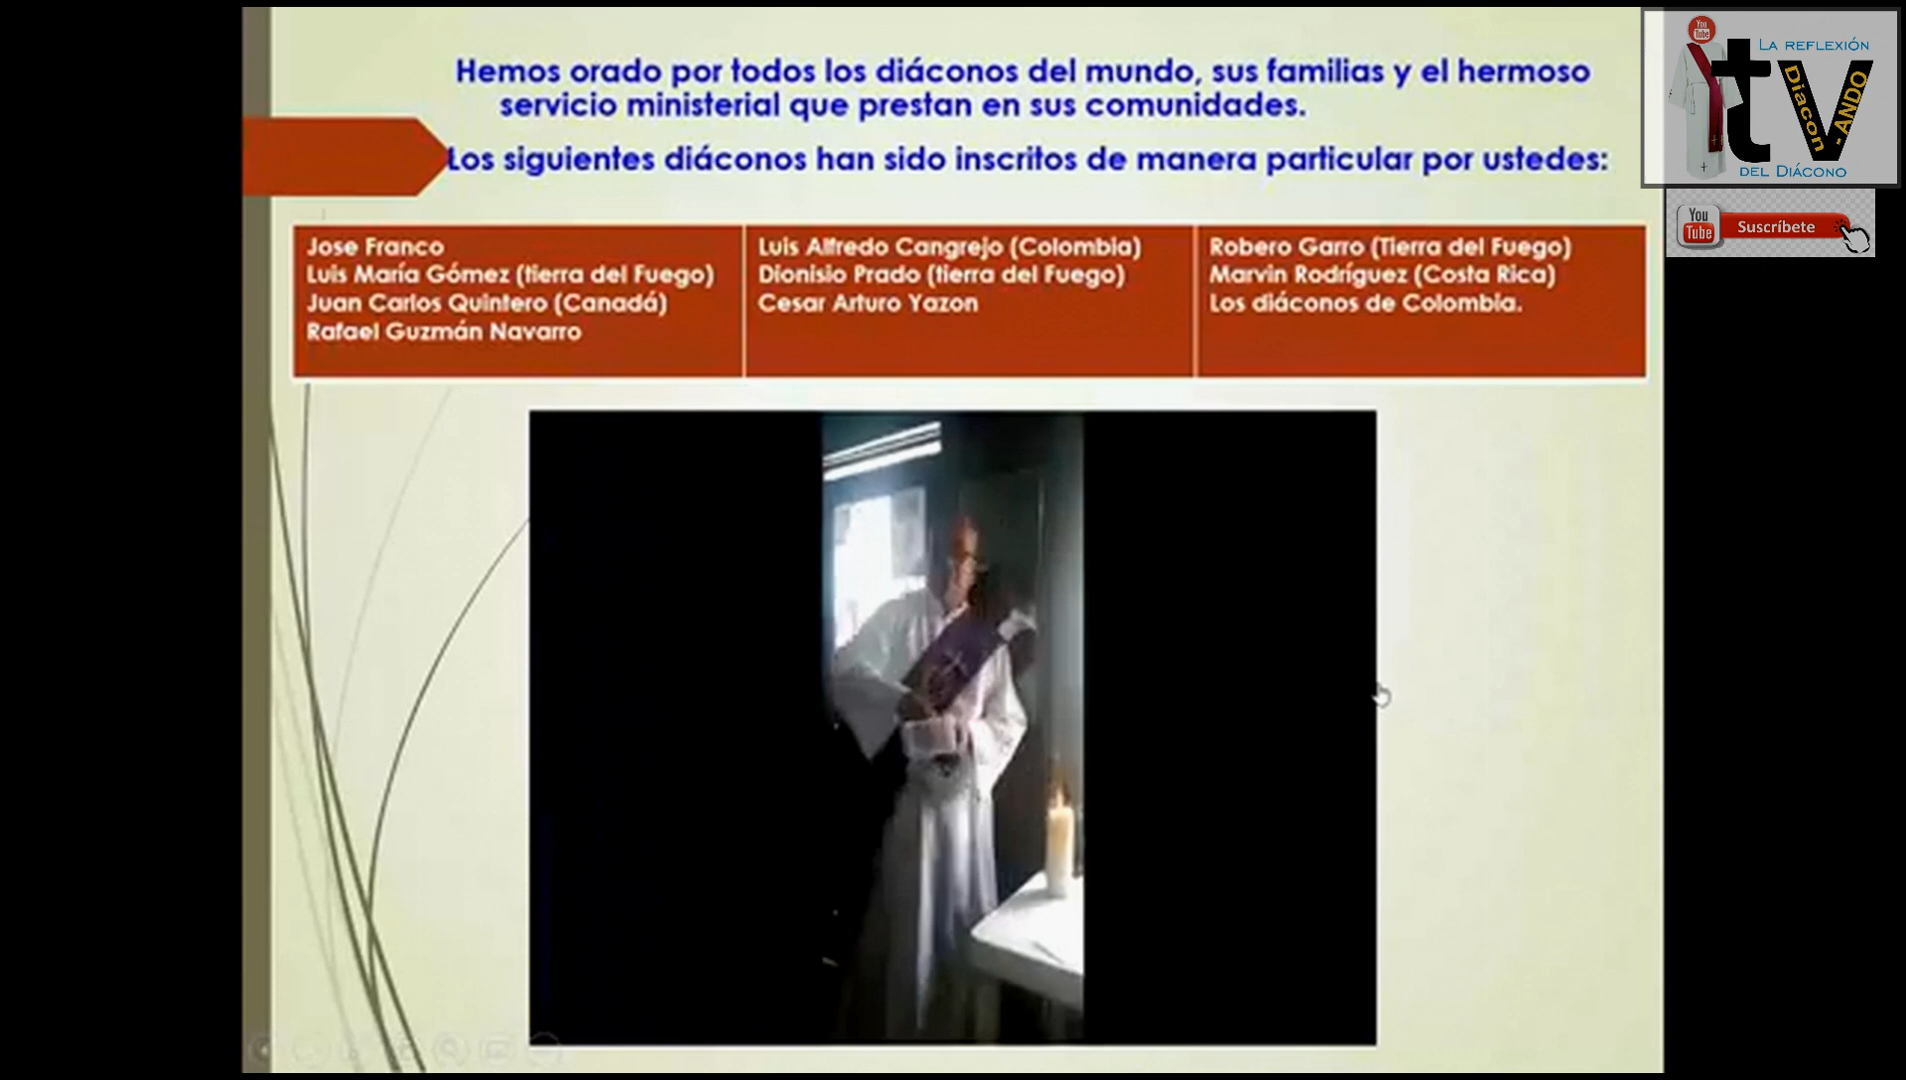 Hemos orado por todos los diáconos del mundo, sus familias y el hermoso
servicio ministerial que prestan en sus comunidades.
Los siguientes diáconos han sido inscritos de manera particular por ustedes:
Jose Franco
Luis María Gómez (tierra del Fuego)
Juan Carlos Quintero (Canadá)
Rafael Guzmán Navarro
Luis Alfredo Cangrejo (Colombia)
Dionisio Prado (tierra del Fuego)
Cesar Arturo Yazon
Robero Garro (Tierra del Fuego)
Marvin Rodríguez (Costa Rica)
Los diáconos de Colombia.
You
Tube
LA REFLEXIÓN
tv
Diacon-ANDO
DEL DIÁCONO
You
Tube
Suscríbete